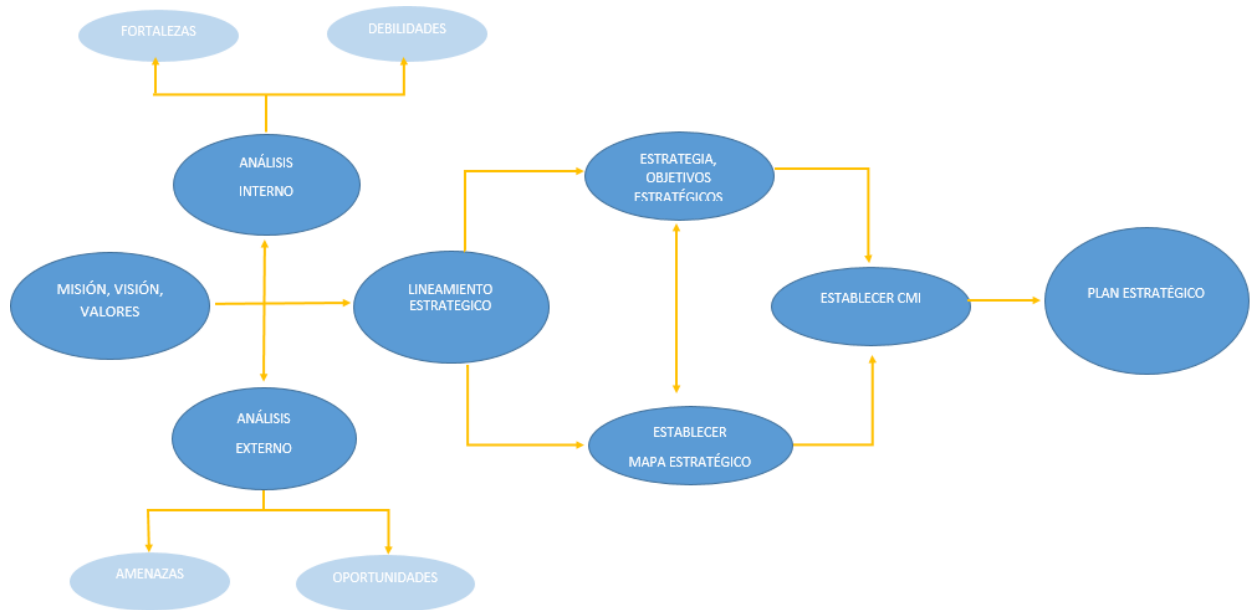 FORTALEZAS
DEBILIDADES
ANÁLISIS
INTERNO
ESTRATEGIA,
OBJETIVOS
ESTRATÉGICOS
MISIÓN, VISIÓN,
VALORES
LINEAMIENTO
ESTRATEGICO
ESTABLECER CMI
PLAN ESTRATÉGICO
ANÁLISIS
EXTERNO
ESTABLECER
MAPA ESTRATÉGICO
AMENAZAS
OPORTUNIDADES